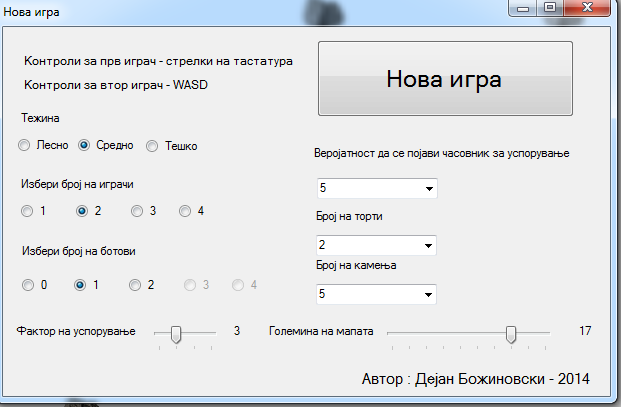 Нова игра
Контроли за прв играч - стрелки на тастатура
Контроли за втор играч - WASD
Нова игра
Тежина
Лесно Средно Тешко
Веројатност да се појави часовник за успорување
5
Избери број на играчи
1 2 3 4
Број на торти
2
Избери број на ботови
0 1 2 3 4
Број на камења
5
Фактор на успорување 3
Големина на мапата 17
Автор : Дејан Божиновски - 2014